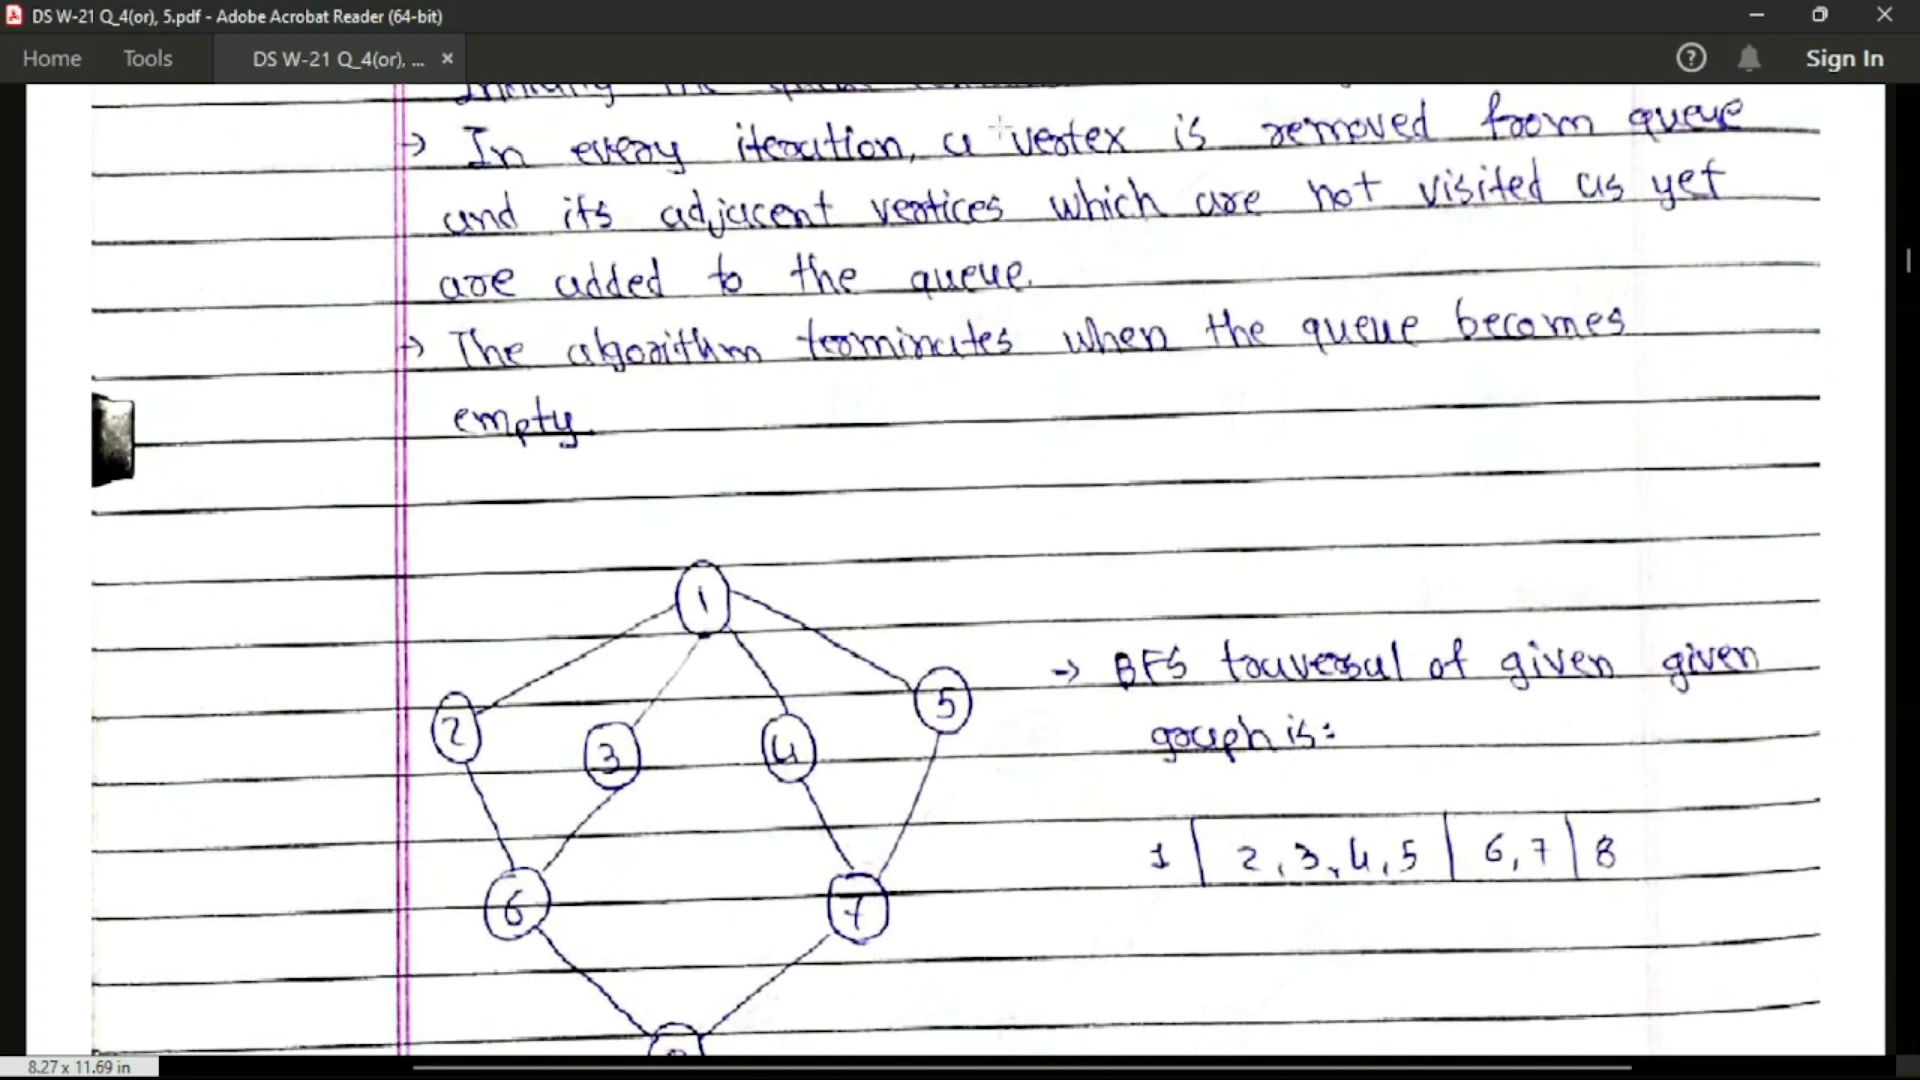 DS W-21 Q_4(or), 5.pdf - Adobe Acrobat Reader (64-bit)
Home Tools DS W-21 Q_4(or), ... × Sign In
Initially the queue
→ In every iteration, a vertex is removed from queue
and its adjacent vertices which are not visited as yet
are added to the queue.
→ The algorithm terminates when the queue becomes
empty.
1
2 3 4 5
→ BFS traversal of given given
graph is:
1 | 2, 3, 4, 5 | 6, 7 | 8
6 7
8.27 x 11.69 in